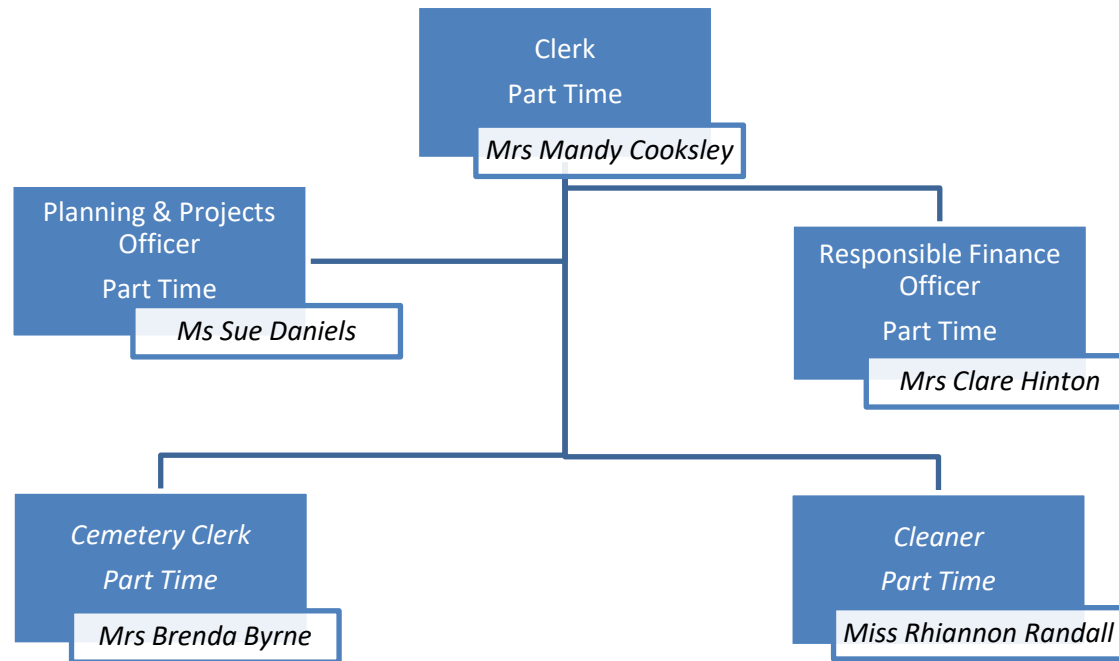 Clerk
Part Time
Mrs Mandy Cooksley
Planning & Projects
Officer
Part Time
Ms Sue Daniels
Responsible Finance
Officer
Part Time
Mrs Clare Hinton
Cemetery Clerk
Part Time
Mrs Brenda Byrne
Cleaner
Part Time
Miss Rhiannon Randall